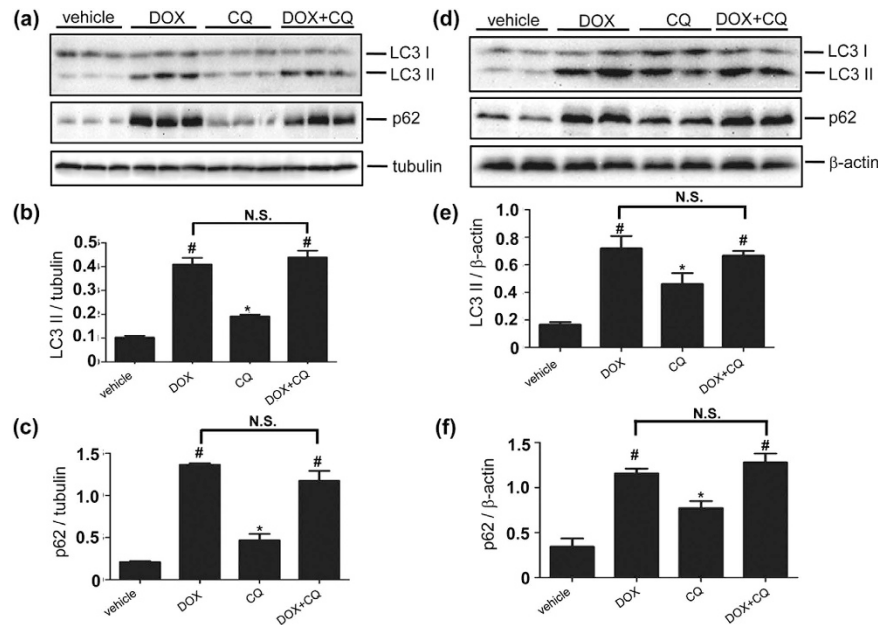 (a) vehicle DOX CQ DOX+CQ
LC3 I
LC3 II
p62
tubulin
(b)
N.S.
LC3 II / tubulin
0.5
0.4
0.3
0.2
0.1
0
# # * #
vehicle DOX CQ DOX+CQ
(c)
N.S.
p62 / tubulin
1.5
1.0
0.5
0
# # * #
vehicle DOX CQ DOX+CQ
(d) vehicle DOX CQ DOX+CQ
LC3 I
LC3 II
p62
β-actin
(e)
N.S.
LC3 II / β-actin
1.0
0.8
0.6
0.4
0.2
0
# * #
vehicle DOX CQ DOX+CQ
(f)
N.S.
p62 / β-actin
1.5
1.0
0.5
0
# * #
vehicle DOX CQ DOX+CQ